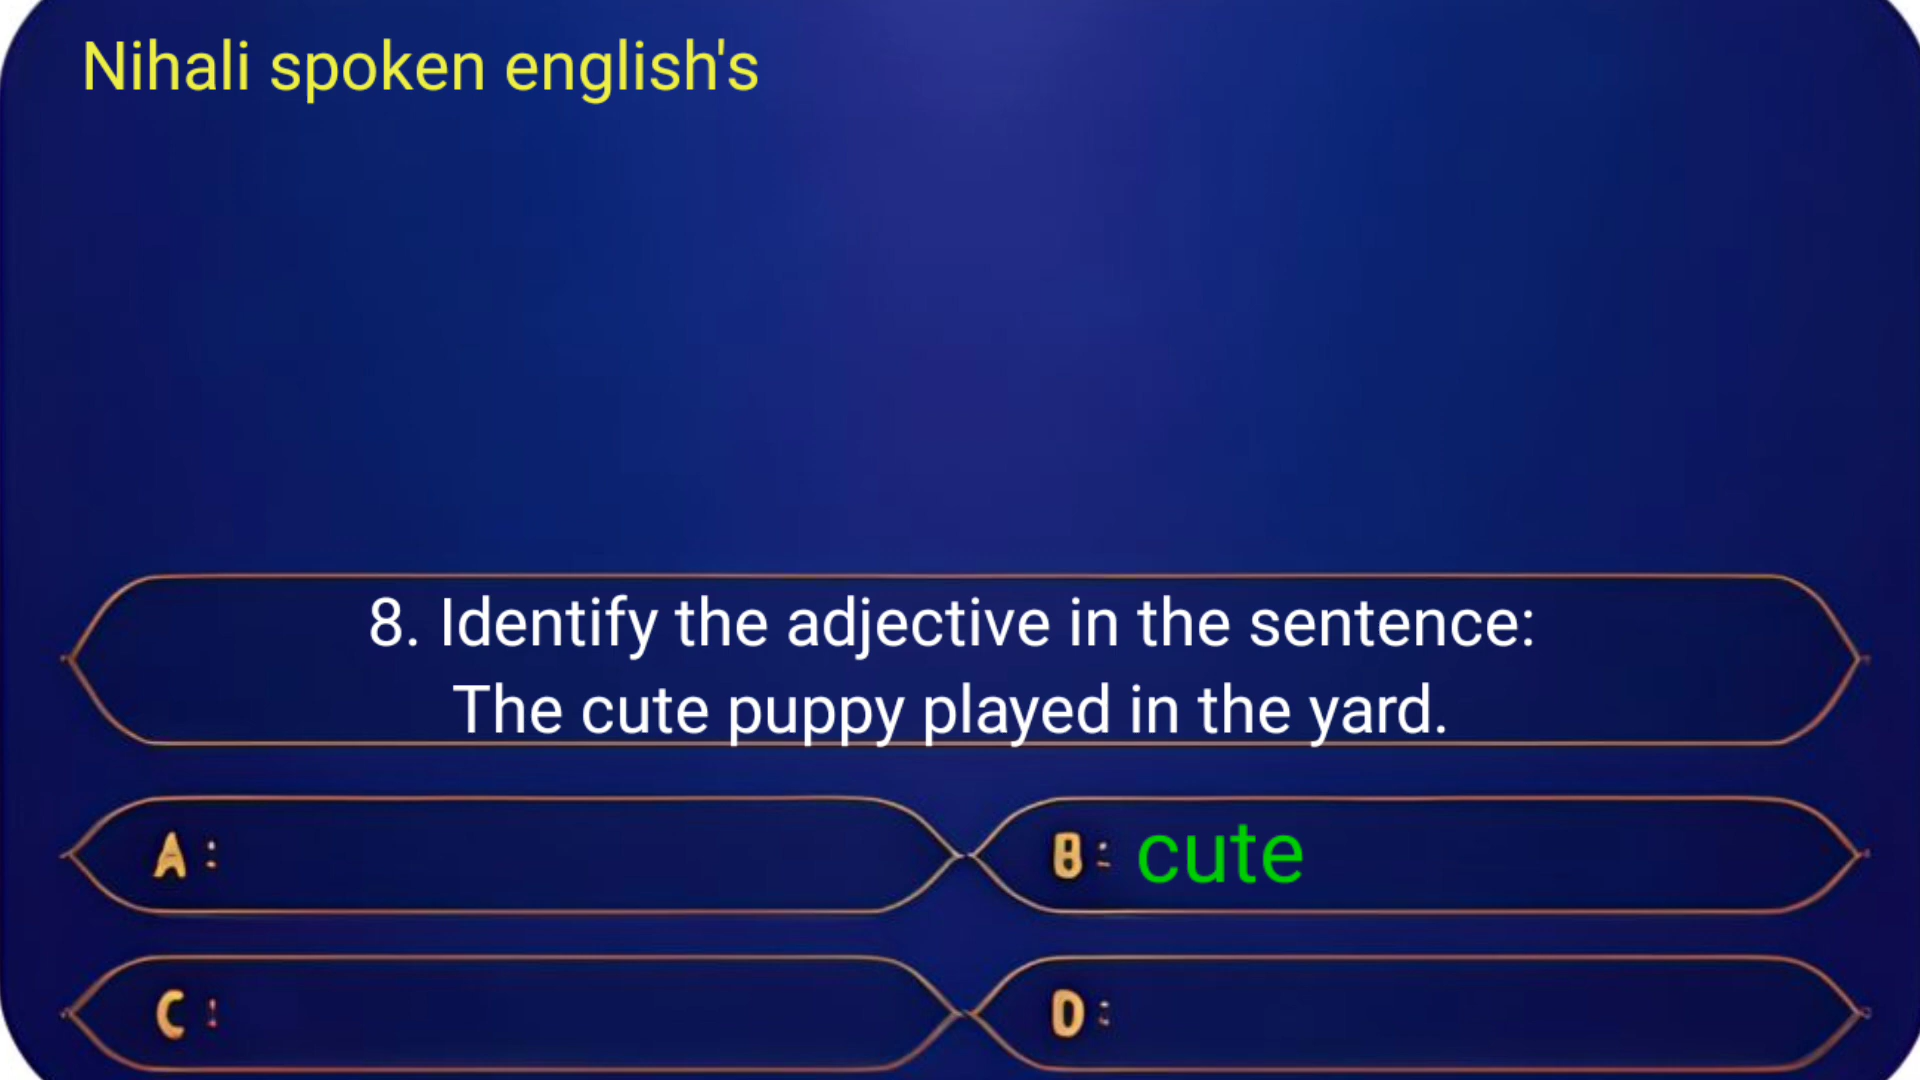 Nihali spoken english's
8. Identify the adjective in the sentence:
The cute puppy played in the yard.
A :
B : cute
C :
D :